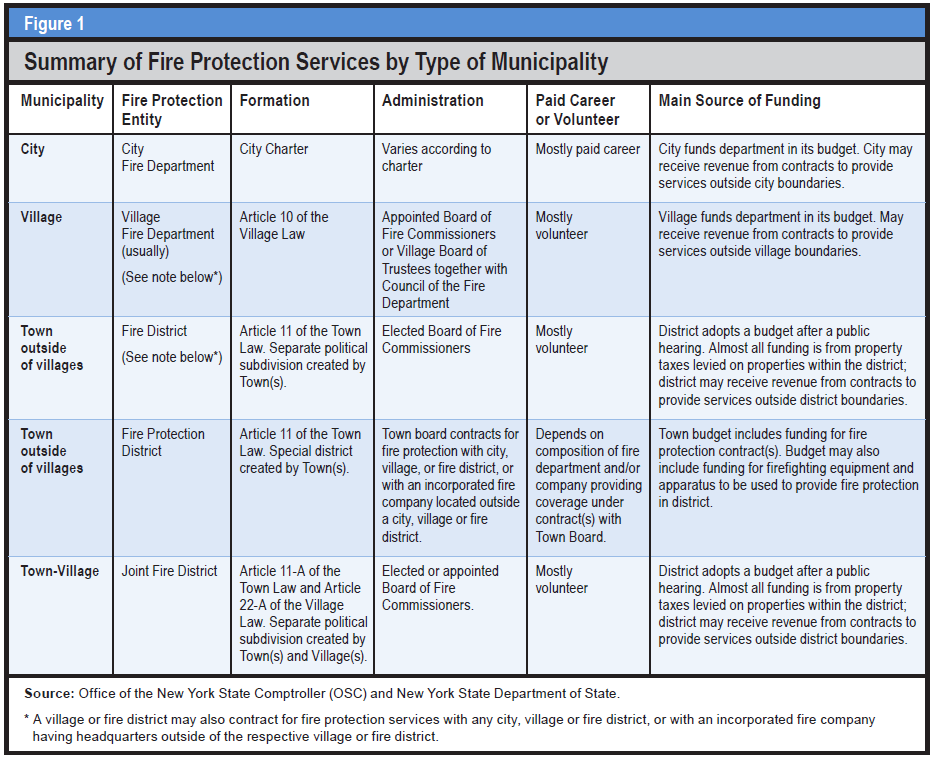 Figure 1
Summary of Fire Protection Services by Type of Municipality
Municipality
Fire Protection
Entity
Formation
Administration
Paid Career
or Volunteer
Main Source of Funding
City
City
Fire Department
City Charter
Varies according to
charter
Mostly paid career
City funds department in its budget. City may
receive revenue from contracts to provide
services outside city boundaries.
Village
Village
Fire Department
(usually)
(See note below*)
Article 10 of the
Village Law
Appointed Board of
Fire Commissioners
or Village Board of
Trustees together with
Council of the Fire
Department
Mostly
volunteer
Village funds department in its budget. May
receive revenue from contracts to provide
services outside village boundaries.
Town
outside
of villages
Fire District
(See note below*)
Article 11 of the Town
Law. Separate political
subdivision created by
Town(s).
Elected Board of Fire
Commissioners
Mostly
volunteer
District adopts a budget after a public
hearing. Almost all funding is from property
taxes levied on properties within the district;
district may receive revenue from contracts to
provide services outside district boundaries.
Town
outside
of villages
Fire Protection
District
Article 11 of the Town
Law. Special district
created by Town(s).
Town board contracts for
fire protection with city,
village, or fire district, or
with an incorporated fire
company located outside
a city, village or fire
district.
Depends on
composition of fire
department and/or
company providing
coverage under
contract(s) with
Town Board.
Town budget includes funding for fire
protection contract(s). Budget may also
include funding for firefighting equipment and
apparatus to be used to provide fire protection
in district.
Town-Village
Joint Fire District
Article 11-A of the
Town Law and Article
22-A of the Village
Law. Separate political
subdivision created by
Town(s) and Village(s).
Elected or appointed
Board of Fire
Commissioners.
Mostly
volunteer
District adopts a budget after a public
hearing. Almost all funding is from property
taxes levied on properties within the district;
district may receive revenue from contracts to
provide services outside district boundaries.
Source: Office of the New York State Comptroller (OSC) and New York State Department of State.
* A village or fire district may also contract for fire protection services with any city, village or fire district, or with an incorporated fire company
having headquarters outside of the respective village or fire district.